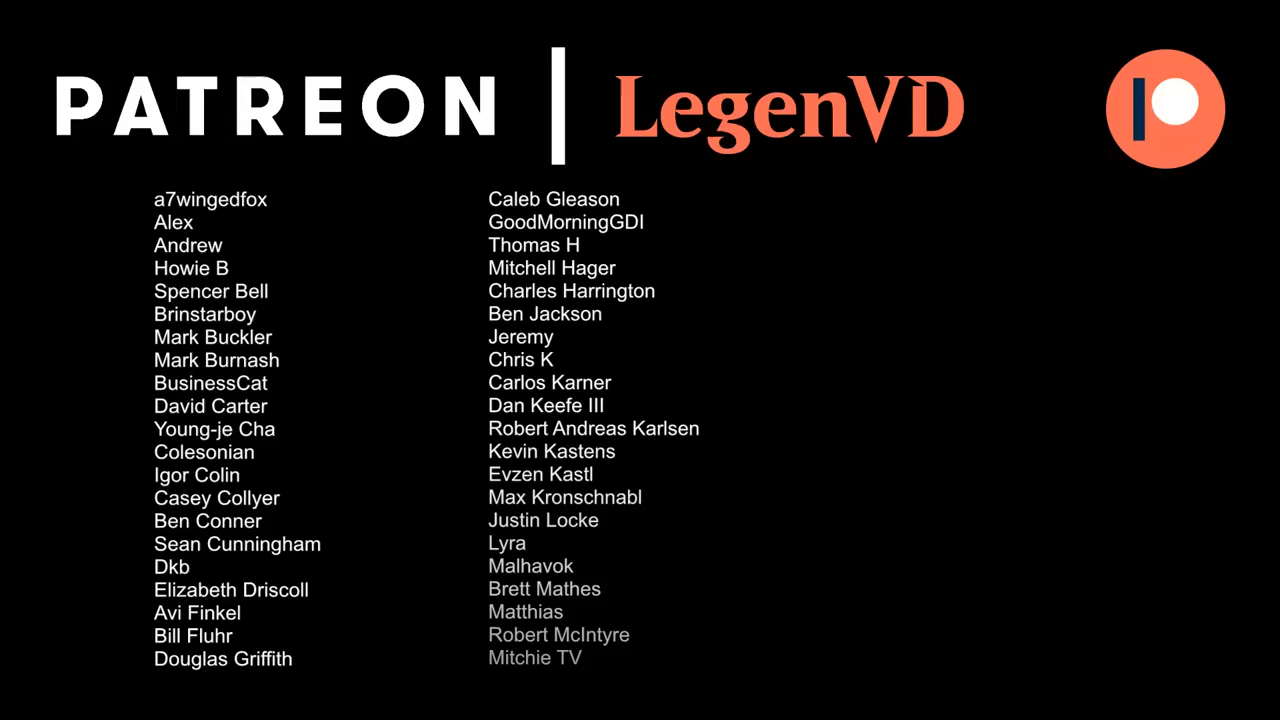 PATREON | LegenVD
a7wingedfox
Alex
Andrew
Howie B
Spencer Bell
Brinstarboy
Mark Buckler
Mark Burnash
BusinessCat
David Carter
Young-je Cha
Colesonian
Igor Colin
Casey Collyer
Ben Conner
Sean Cunningham
Dkb
Elizabeth Driscoll
Avi Finkel
Bill Fluhr
Douglas Griffith
Caleb Gleason
GoodMorningGDI
Thomas H
Mitchell Hager
Charles Harrington
Ben Jackson
Jeremy
Chris K
Carlos Karner
Dan Keefe III
Robert Andreas Karlsen
Kevin Kastens
Evzen Kastl
Max Kronschnabl
Justin Locke
Lyra
Malhavok
Brett Mathes
Matthias
Robert McIntyre
Mitchie TV